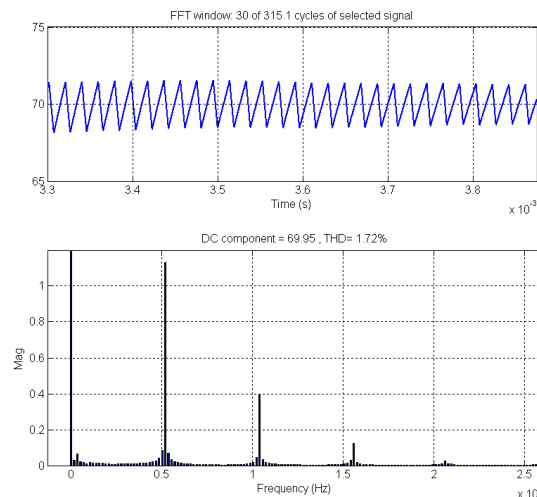 FFT window: 30 of 315.1 cycles of selected signal
75
70
65
3.3 3.4 3.5 3.6 3.7 3.8
Time (s)
x 10⁻³
DC component = 69.95 , THD= 1.72%
1
0.8
0.6
0.4
0.2
0
Mag
0 0.5 1 1.5 2 2.5
Frequency (Hz)
x 10